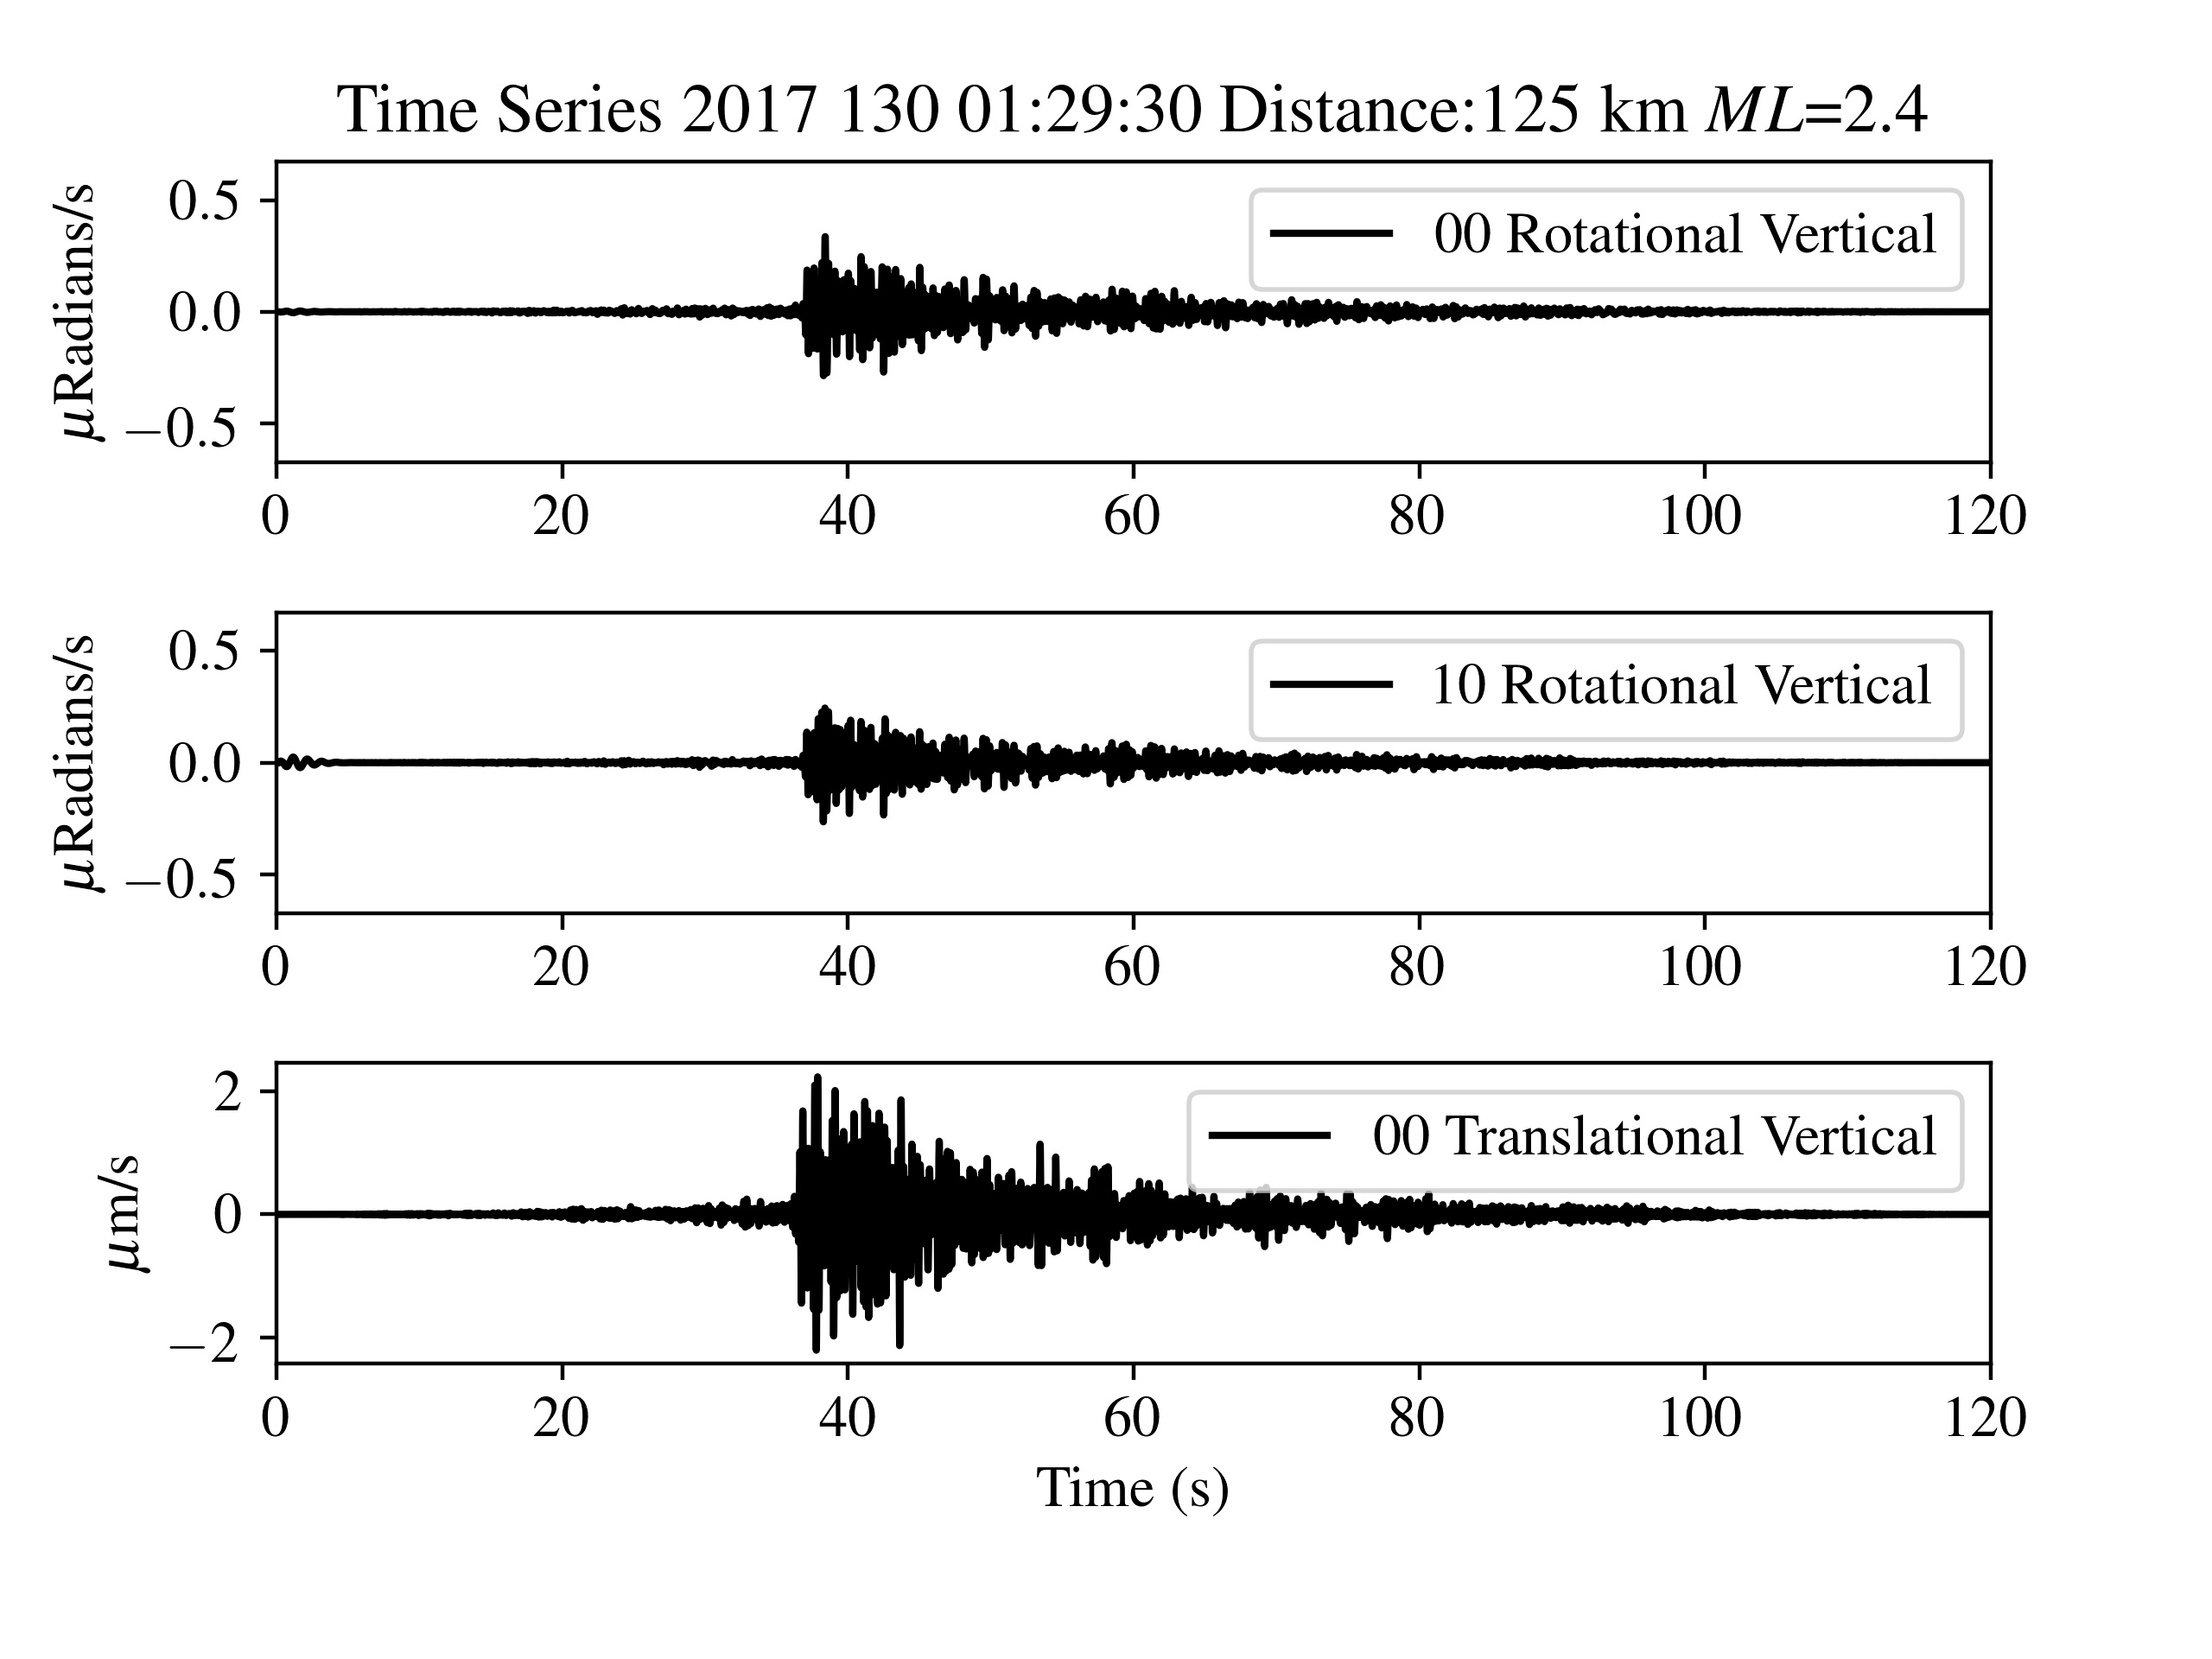 Time Series 2017 130 01:29:30 Distance:125 km ML=2.4
μRadians/s
0.5
0.0
−0.5
00 Rotational Vertical
0 20 40 60 80 100 120
μRadians/s
0.5
0.0
−0.5
10 Rotational Vertical
0 20 40 60 80 100 120
μm/s
2
0
−2
00 Translational Vertical
0 20 40 60 80 100 120
Time (s)